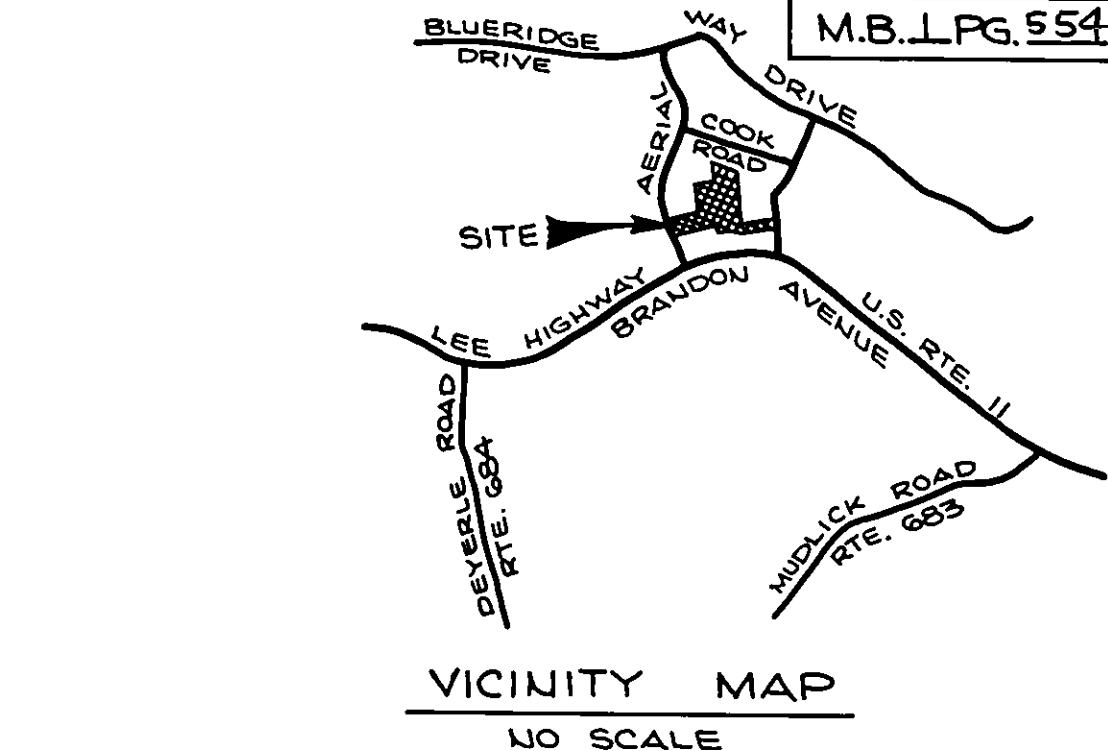 M.B. 1 PG. 554
BLUERIDGE
DRIVE
AERIAL
WAY
DRIVE
COOK
ROAD
SITE
LEE HIGHWAY
BRANDON AVENUE
U.S. RTE. 11
DEYERLE ROAD
RTE. 684
MUDLICK ROAD
RTE. 683
VICINITY MAP
NO SCALE